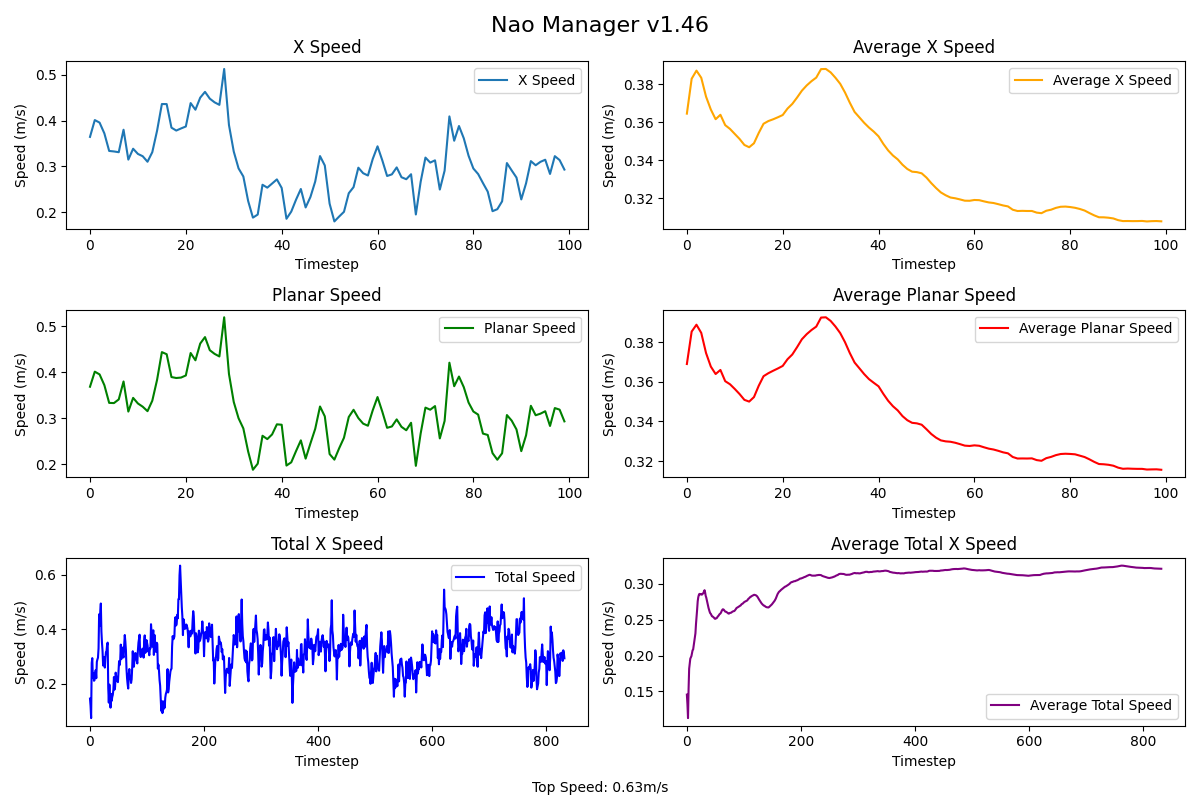 Nao Manager v1.46
X Speed
Speed (m/s)
0.5
0.4
0.3
0.2
X Speed
0 20 40 60 80 100
Timestep
Average X Speed
Speed (m/s)
0.38
0.36
0.34
0.32
Average X Speed
0 20 40 60 80 100
Timestep
Planar Speed
Speed (m/s)
0.5
0.4
0.3
0.2
Planar Speed
0 20 40 60 80 100
Timestep
Average Planar Speed
Speed (m/s)
0.38
0.36
0.34
0.32
Average Planar Speed
0 20 40 60 80 100
Timestep
Total X Speed
Speed (m/s)
0.6
0.4
0.2
Total Speed
0 200 400 600 800
Timestep
Average Total X Speed
Speed (m/s)
0.30
0.25
0.20
0.15
Average Total Speed
0 200 400 600 800
Timestep
Top Speed: 0.63m/s